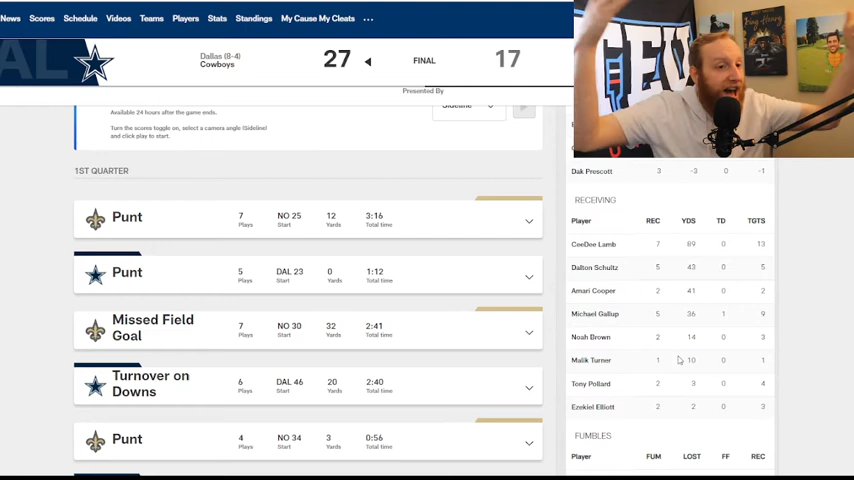 News Scores Schedule Videos Teams Players Stats Standings My Cause My Cleats ...
Dallas (8-4)
Cowboys
27 FINAL 17
Presented By
Available 24 hours after the game ends.
Turn the scores toggle on, select a camera angle (Sideline)
and click play to start.
Sideline
1ST QUARTER
Punt 7 NO 25 12 3:16
Plays Start Yards Total time
Punt 5 DAL 23 0 1:12
Plays Start Yards Total time
Missed Field
Goal 7 NO 30 32 2:41
Plays Start Yards Total time
Turnover on
Downs 6 DAL 46 20 2:40
Plays Start Yards Total time
Punt 4 NO 34 3 0:56
Plays Start Yards Total time
Dak Prescott 3 -3 0 -1
RECEIVING
Player REC YDS TD TGTS
CeeDee Lamb 7 89 0 13
Dalton Schultz 5 43 0 5
Amari Cooper 2 41 0 2
Michael Gallup 5 36 1 9
Noah Brown 2 14 0 3
Malik Turner 1 10 0 1
Tony Pollard 2 3 0 4
Ezekiel Elliott 2 2 0 3
FUMBLES
Player FUM LOST FF REC